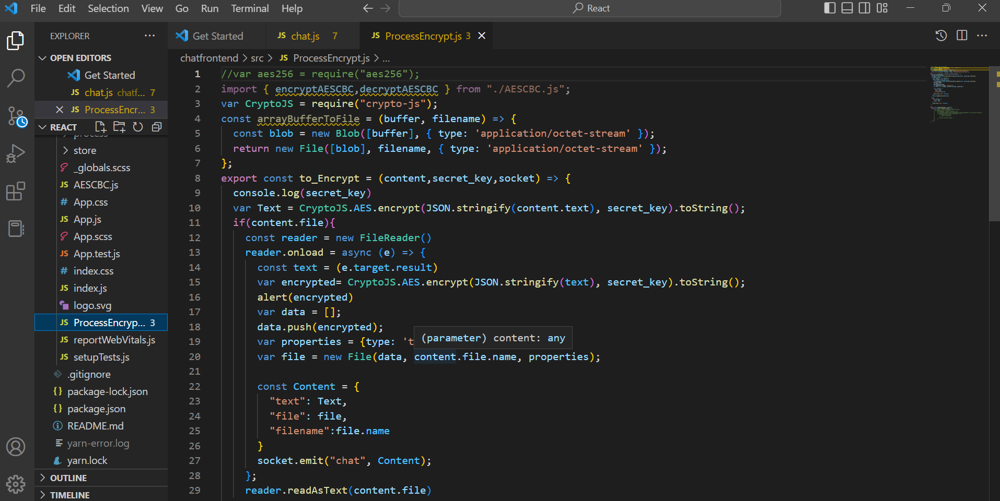 File Edit Selection View Go Run Terminal Help
React
EXPLORER
Get Started
JS chat.js 7
JS ProcessEncrypt.js 3
OPEN EDITORS
Get Started
JS chat.js chatf... 7
JS ProcessEncr... 3
REACT
process
store
_globals.scss
JS AESCBC.js
# App.css
JS App.js
App.scss
JS App.test.js
# index.css
JS index.js
logo.svg
JS ProcessEncryp... 3
JS reportWebVitals.js
JS setupTests.js
.gitignore
{} package-lock.json
{} package.json
README.md
yarn-error.log
yarn.lock
OUTLINE
TIMELINE
chatfrontend > src > JS ProcessEncrypt.js > ...
1 //var aes256 = require("aes256");
2 import { encryptAESCBC,decryptAESCBC } from "./AESCBC.js";
3 var CryptoJS = require("crypto-js");
4 const arrayBufferToFile = (buffer, filename) => {
5 const blob = new Blob([buffer], { type: 'application/octet-stream' });
6 return new File([blob], filename, { type: 'application/octet-stream' });
7 };
8 export const to_Encrypt = (content,secret_key,socket) => {
9 console.log(secret_key)
10 var Text = CryptoJS.AES.encrypt(JSON.stringify(content.text), secret_key).toString();
11 if(content.file){
12 const reader = new FileReader()
13 reader.onload = async (e) => {
14 const text = (e.target.result)
15 var encrypted= CryptoJS.AES.encrypt(JSON.stringify(text), secret_key).toString();
16 alert(encrypted)
17 var data = [];
18 data.push(encrypted);
19 var properties = {type: 't
(parameter) content: any
20 var file = new File(data, content.file.name, properties);
21
22 const Content = {
23 "text": Text,
24 "file": file,
25 "filename":file.name
26 }
27 socket.emit("chat", Content);
28 };
29 reader.readAsText(content.file)